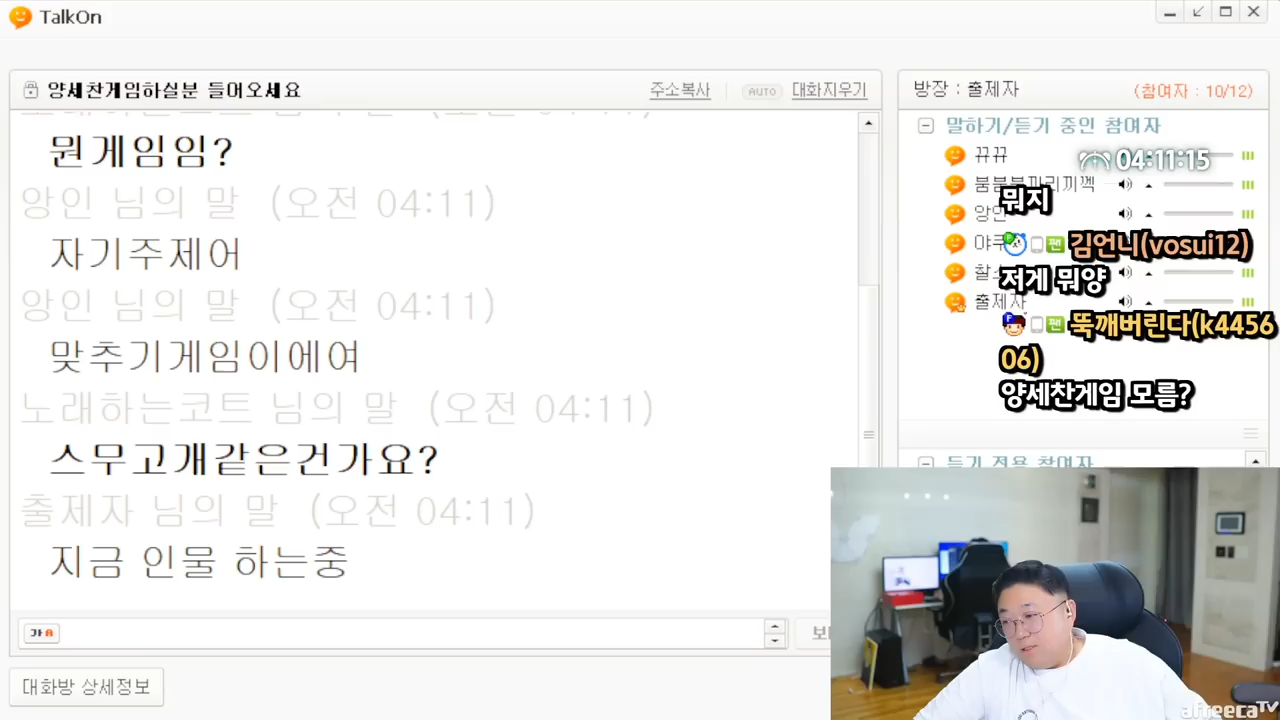 TalkOn
양세찬게임하실분 들어오세요
주소복사
AUTO
대화지우기
뭔게임임?
앙인 님의 말 (오전 04:11)
자기주제어
앙인 님의 말 (오전 04:11)
맞추기게임이에여
노래하는코트 님의 말 (오전 04:11)
스무고개같은건가요?
출제자 님의 말 (오전 04:11)
지금 인물 하는중
가A
대화방 상세정보
방장 : 출제자
(참여자 : 10/12)
말하기/듣기 중인 참여자
뀨뀨
04:11:15
뭐지
앙인
김언니(vosui12)
저게 뭐양
출제자
뚝깨버린다(k4456
06)
양세찬게임 모름?
듣기 전용 참여자
afreecaTV